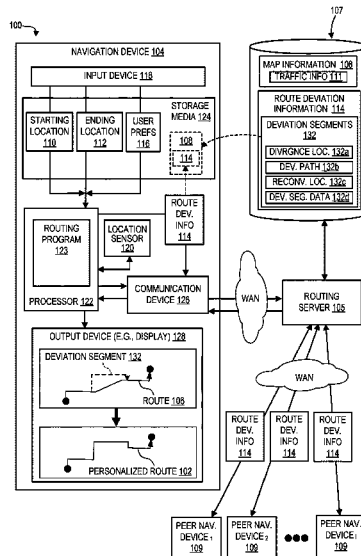 100
NAVIGATION DEVICE 104
INPUT DEVICE 118
STORAGE MEDIA 124
STARTING LOCATION 110
ENDING LOCATION 112
USER PREFS 116
108
114
ROUTING PROGRAM 123
PROCESSOR 122
LOCATION SENSOR 120
ROUTE DEV. INFO 114
COMMUNICATION DEVICE 126
OUTPUT DEVICE (E.G., DISPLAY) 128
DEVIATION SEGMENT 132
ROUTE 106
PERSONALIZED ROUTE 102
107
MAP INFORMATION 108
TRAFFIC INFO 111
ROUTE DEVIATION INFORMATION 114
DEVIATION SEGMENTS 132
DIVRGNCE LOC. 132a
DEV. PATH 132b
RECONV. LOC. 132c
DEV. SEG. DATA 132d
WAN
ROUTING SERVER 105
WAN
ROUTE DEV. INFO 114
ROUTE DEV. INFO 114
ROUTE DEV. INFO 114
PEER NAV. DEVICE1 109
PEER NAV. DEVICE2 109
PEER NAV. 109